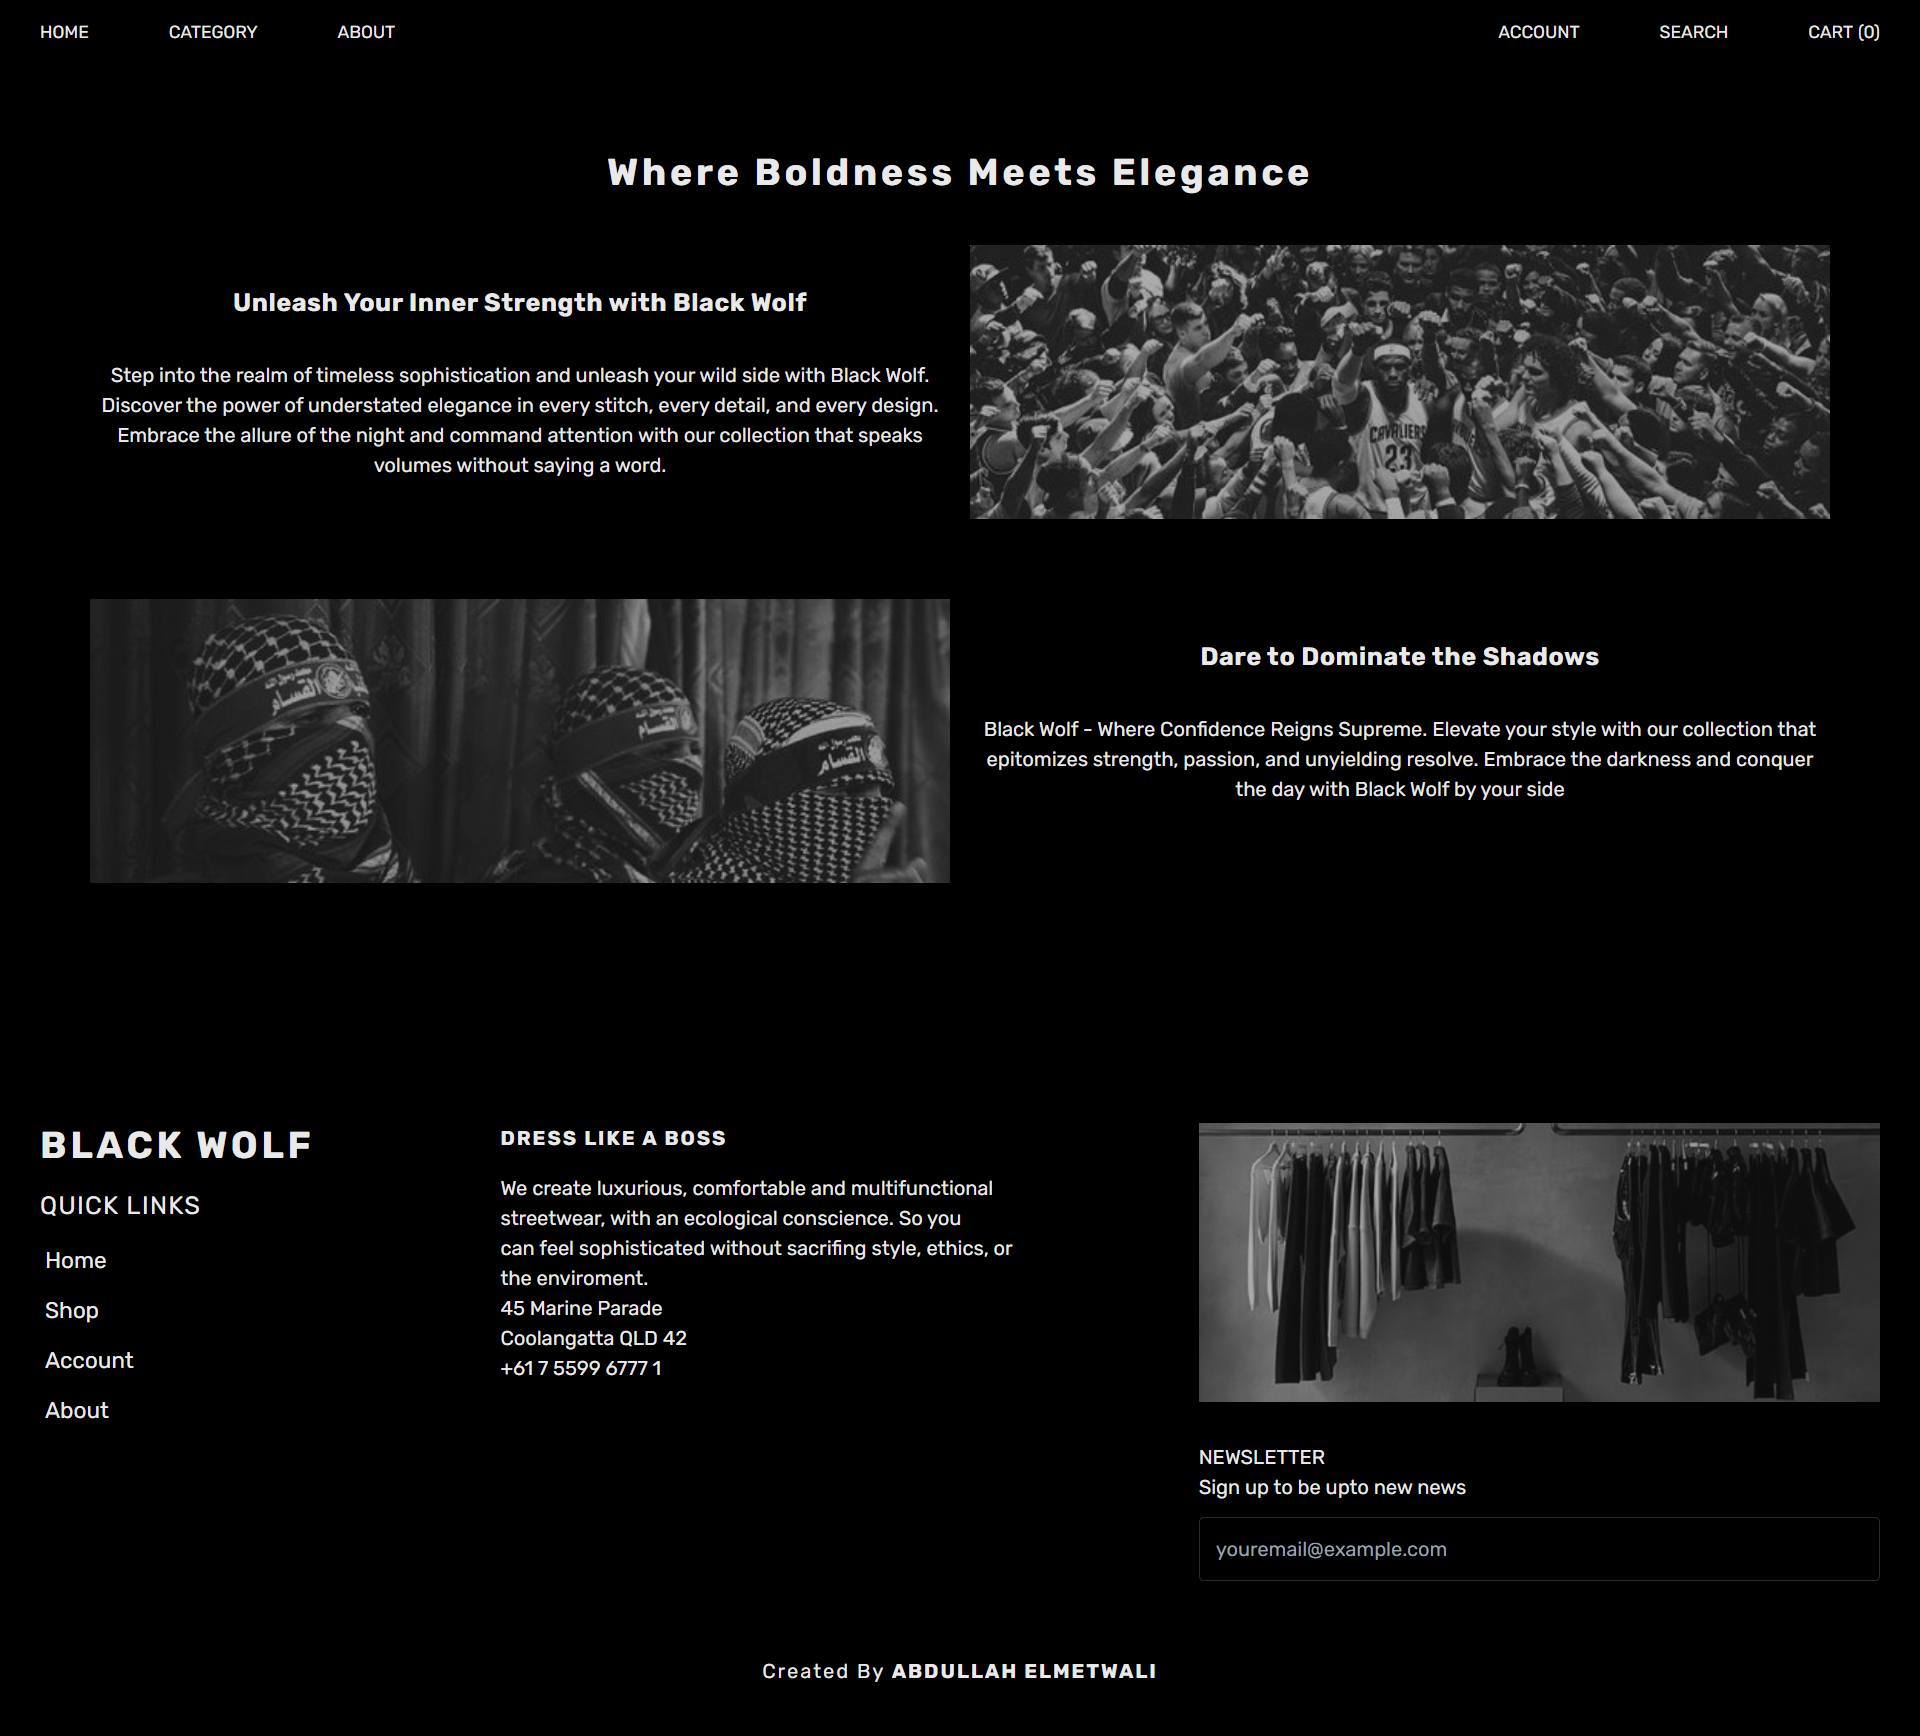 HOME
CATEGORY
ABOUT
ACCOUNT
SEARCH
CART (0)
Where Boldness Meets Elegance
Unleash Your Inner Strength with Black Wolf
Step into the realm of timeless sophistication and unleash your wild side with Black Wolf.
Discover the power of understated elegance in every stitch, every detail, and every design.
Embrace the allure of the night and command attention with our collection that speaks
volumes without saying a word.
CAVALIERS
23
القسام
القسام
القسام
Dare to Dominate the Shadows
Black Wolf - Where Confidence Reigns Supreme. Elevate your style with our collection that
epitomizes strength, passion, and unyielding resolve. Embrace the darkness and conquer
the day with Black Wolf by your side
BLACK WOLF
QUICK LINKS
Home
Shop
Account
About
DRESS LIKE A BOSS
We create luxurious, comfortable and multifunctional
streetwear, with an ecological conscience. So you
can feel sophisticated without sacrifing style, ethics, or
the enviroment.
45 Marine Parade
Coolangatta QLD 42
+61 7 5599 6777 1
NEWSLETTER
Sign up to be upto new news
youremail@example.com
Created By ABDULLAH ELMETWALI